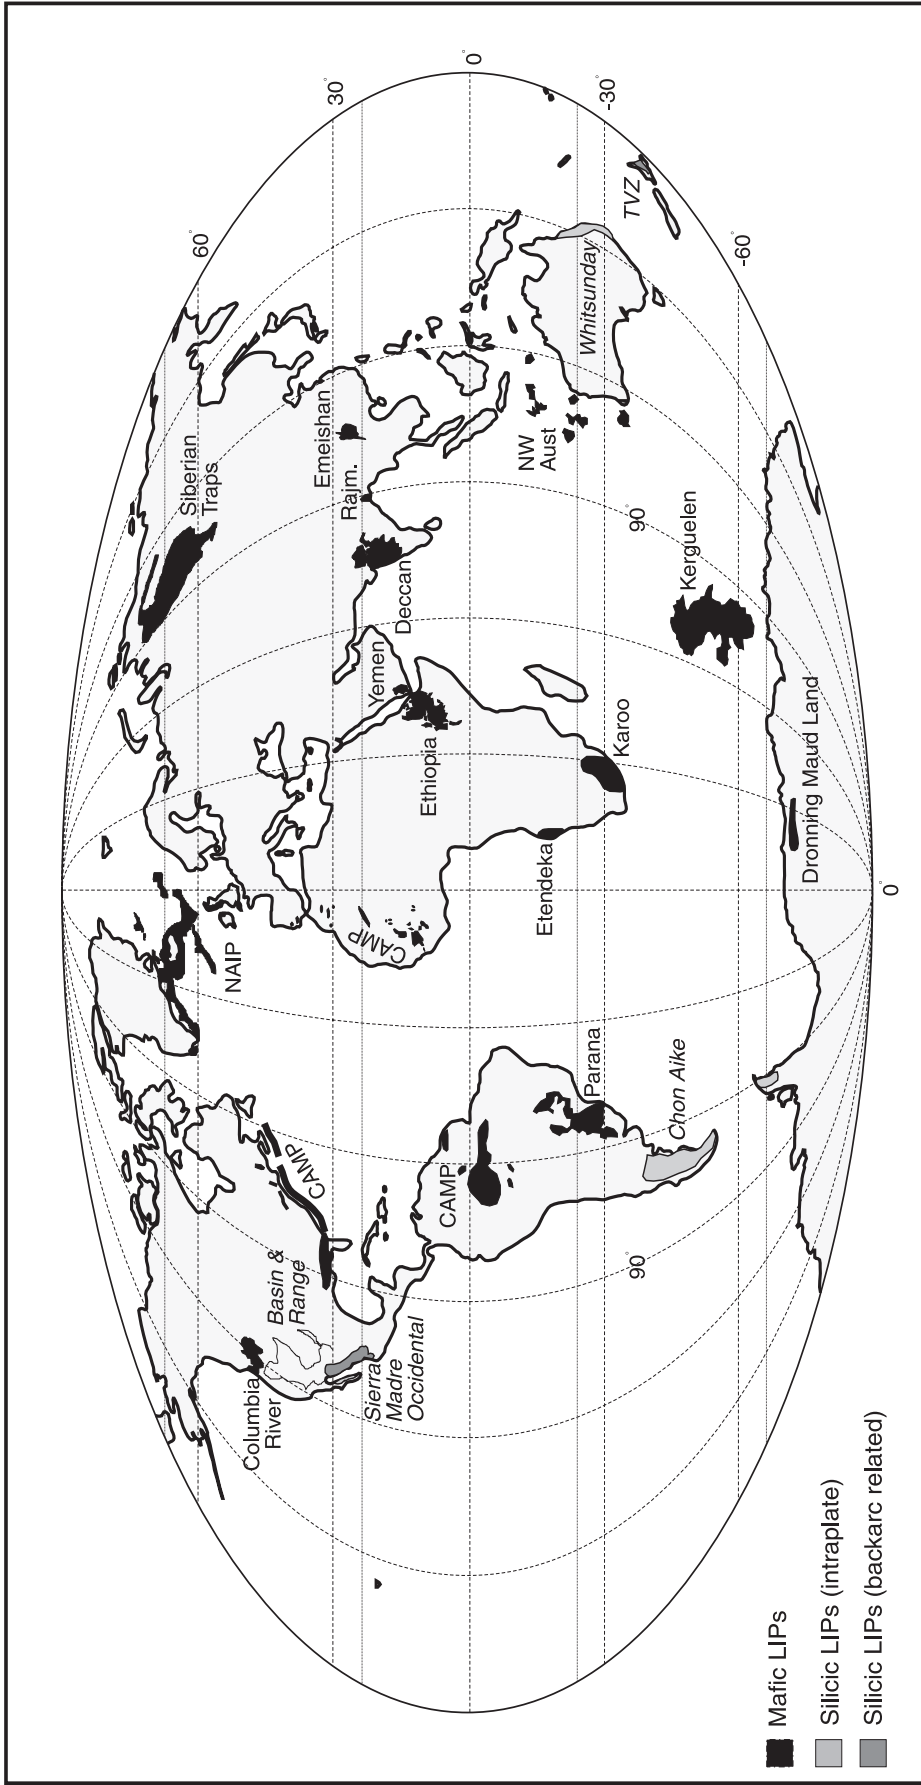 60°
30°
0°
-30°
-60°
90°
90°
0°
Siberian
Traps
Emeishan
Rajm.
Deccan
Yemen
Ethiopia
NAIP
CAMP
CAMP
CAMP
Columbia
River
Basin &
Range
Sierra
Madre
Occidental
Etendeka
Karoo
Parana
Chon Aike
NW
Aust
Whitsunday
TVZ
Kerguelen
Dronning Maud Land
Mafic LIPs
Silicic LIPs (intraplate)
Silicic LIPs (backarc related)